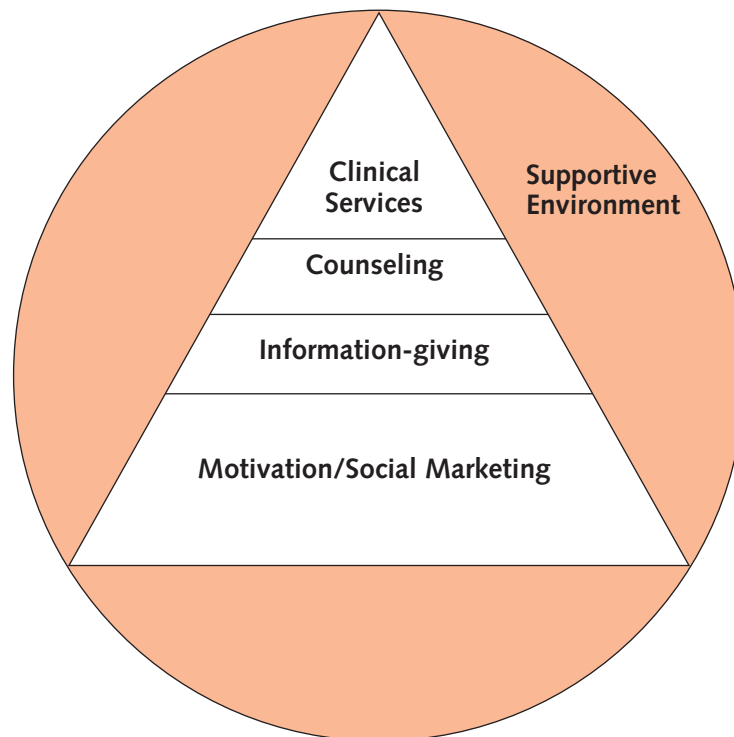 Clinical
Services
Supportive
Environment
Counseling
Information-giving
Motivation/Social Marketing